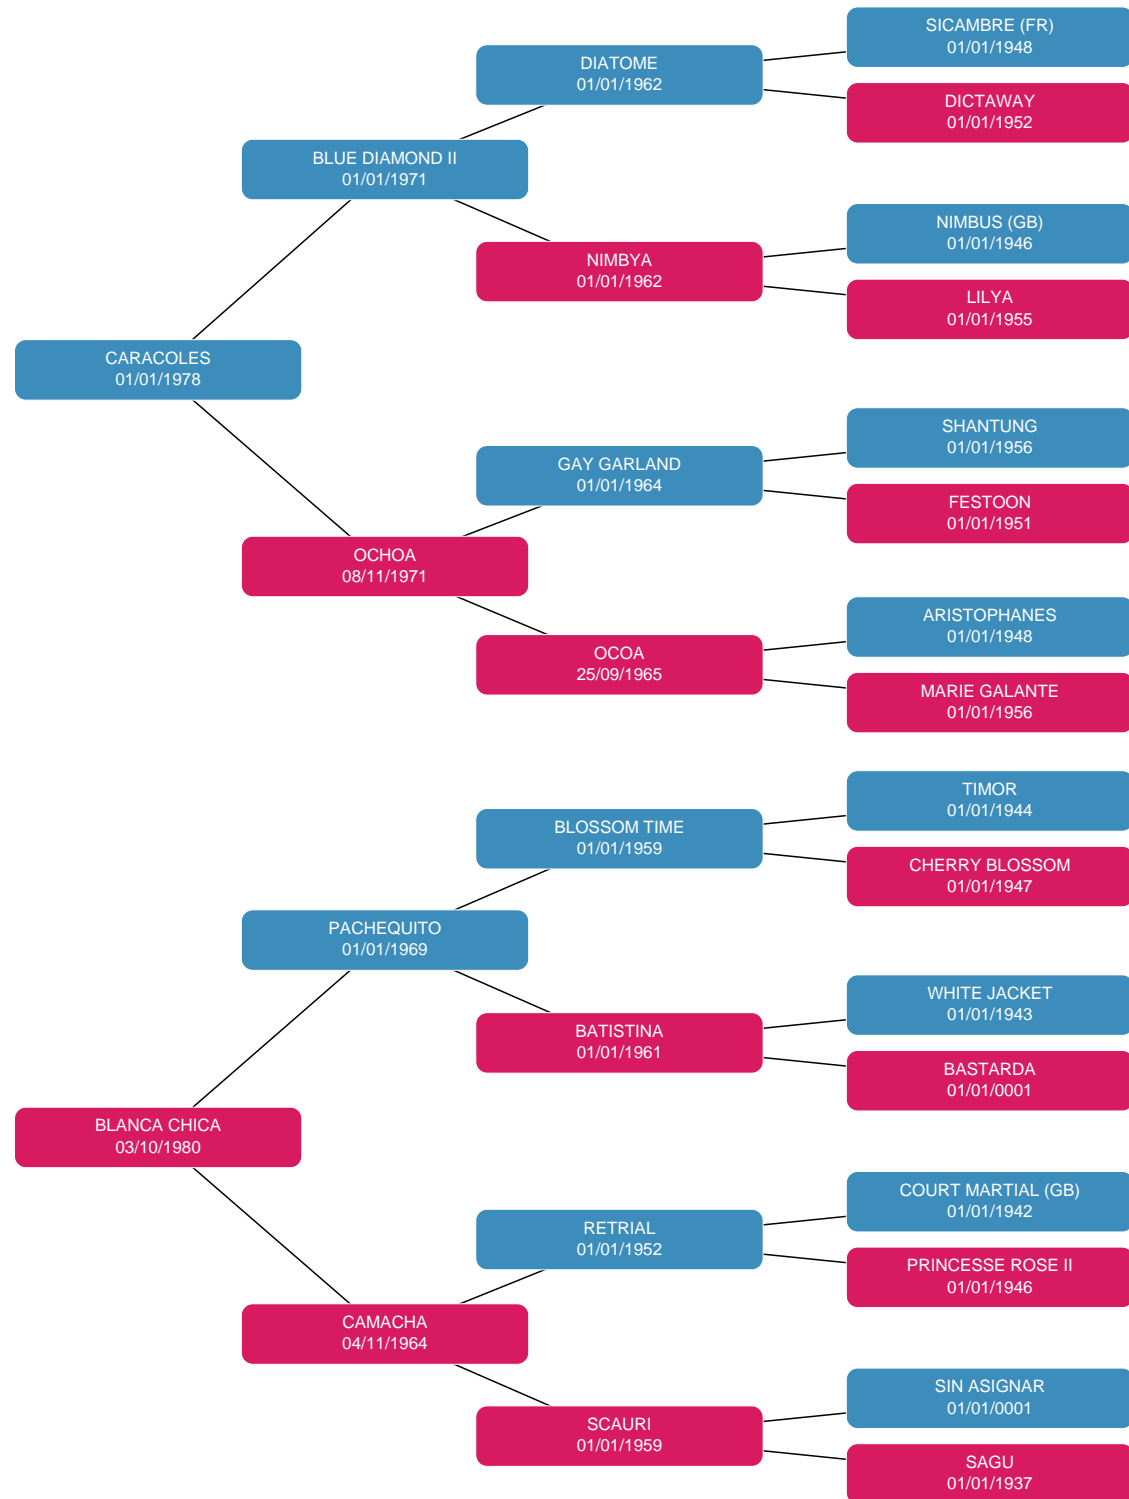 SICAMBRE (FR)
01/01/1948
DIATOME
01/01/1962
DICTAWAY
01/01/1952
BLUE DIAMOND II
01/01/1971
NIMBUS (GB)
01/01/1946
NIMBYA
01/01/1962
LILYA
01/01/1955
CARACOLES
01/01/1978
SHANTUNG
01/01/1956
GAY GARLAND
01/01/1964
FESTOON
01/01/1951
OCHOA
08/11/1971
ARISTOPHANES
01/01/1948
OCOA
25/09/1965
MARIE GALANTE
01/01/1956
TIMOR
01/01/1944
BLOSSOM TIME
01/01/1959
CHERRY BLOSSOM
01/01/1947
PACHEQUITO
01/01/1969
WHITE JACKET
01/01/1943
BATISTINA
01/01/1961
BASTARDA
01/01/0001
BLANCA CHICA
03/10/1980
COURT MARTIAL (GB)
01/01/1942
RETRIAL
01/01/1952
PRINCESSE ROSE II
01/01/1946
CAMACHA
04/11/1964
SIN ASIGNAR
01/01/0001
SCAURI
01/01/1959
SAGU
01/01/1937